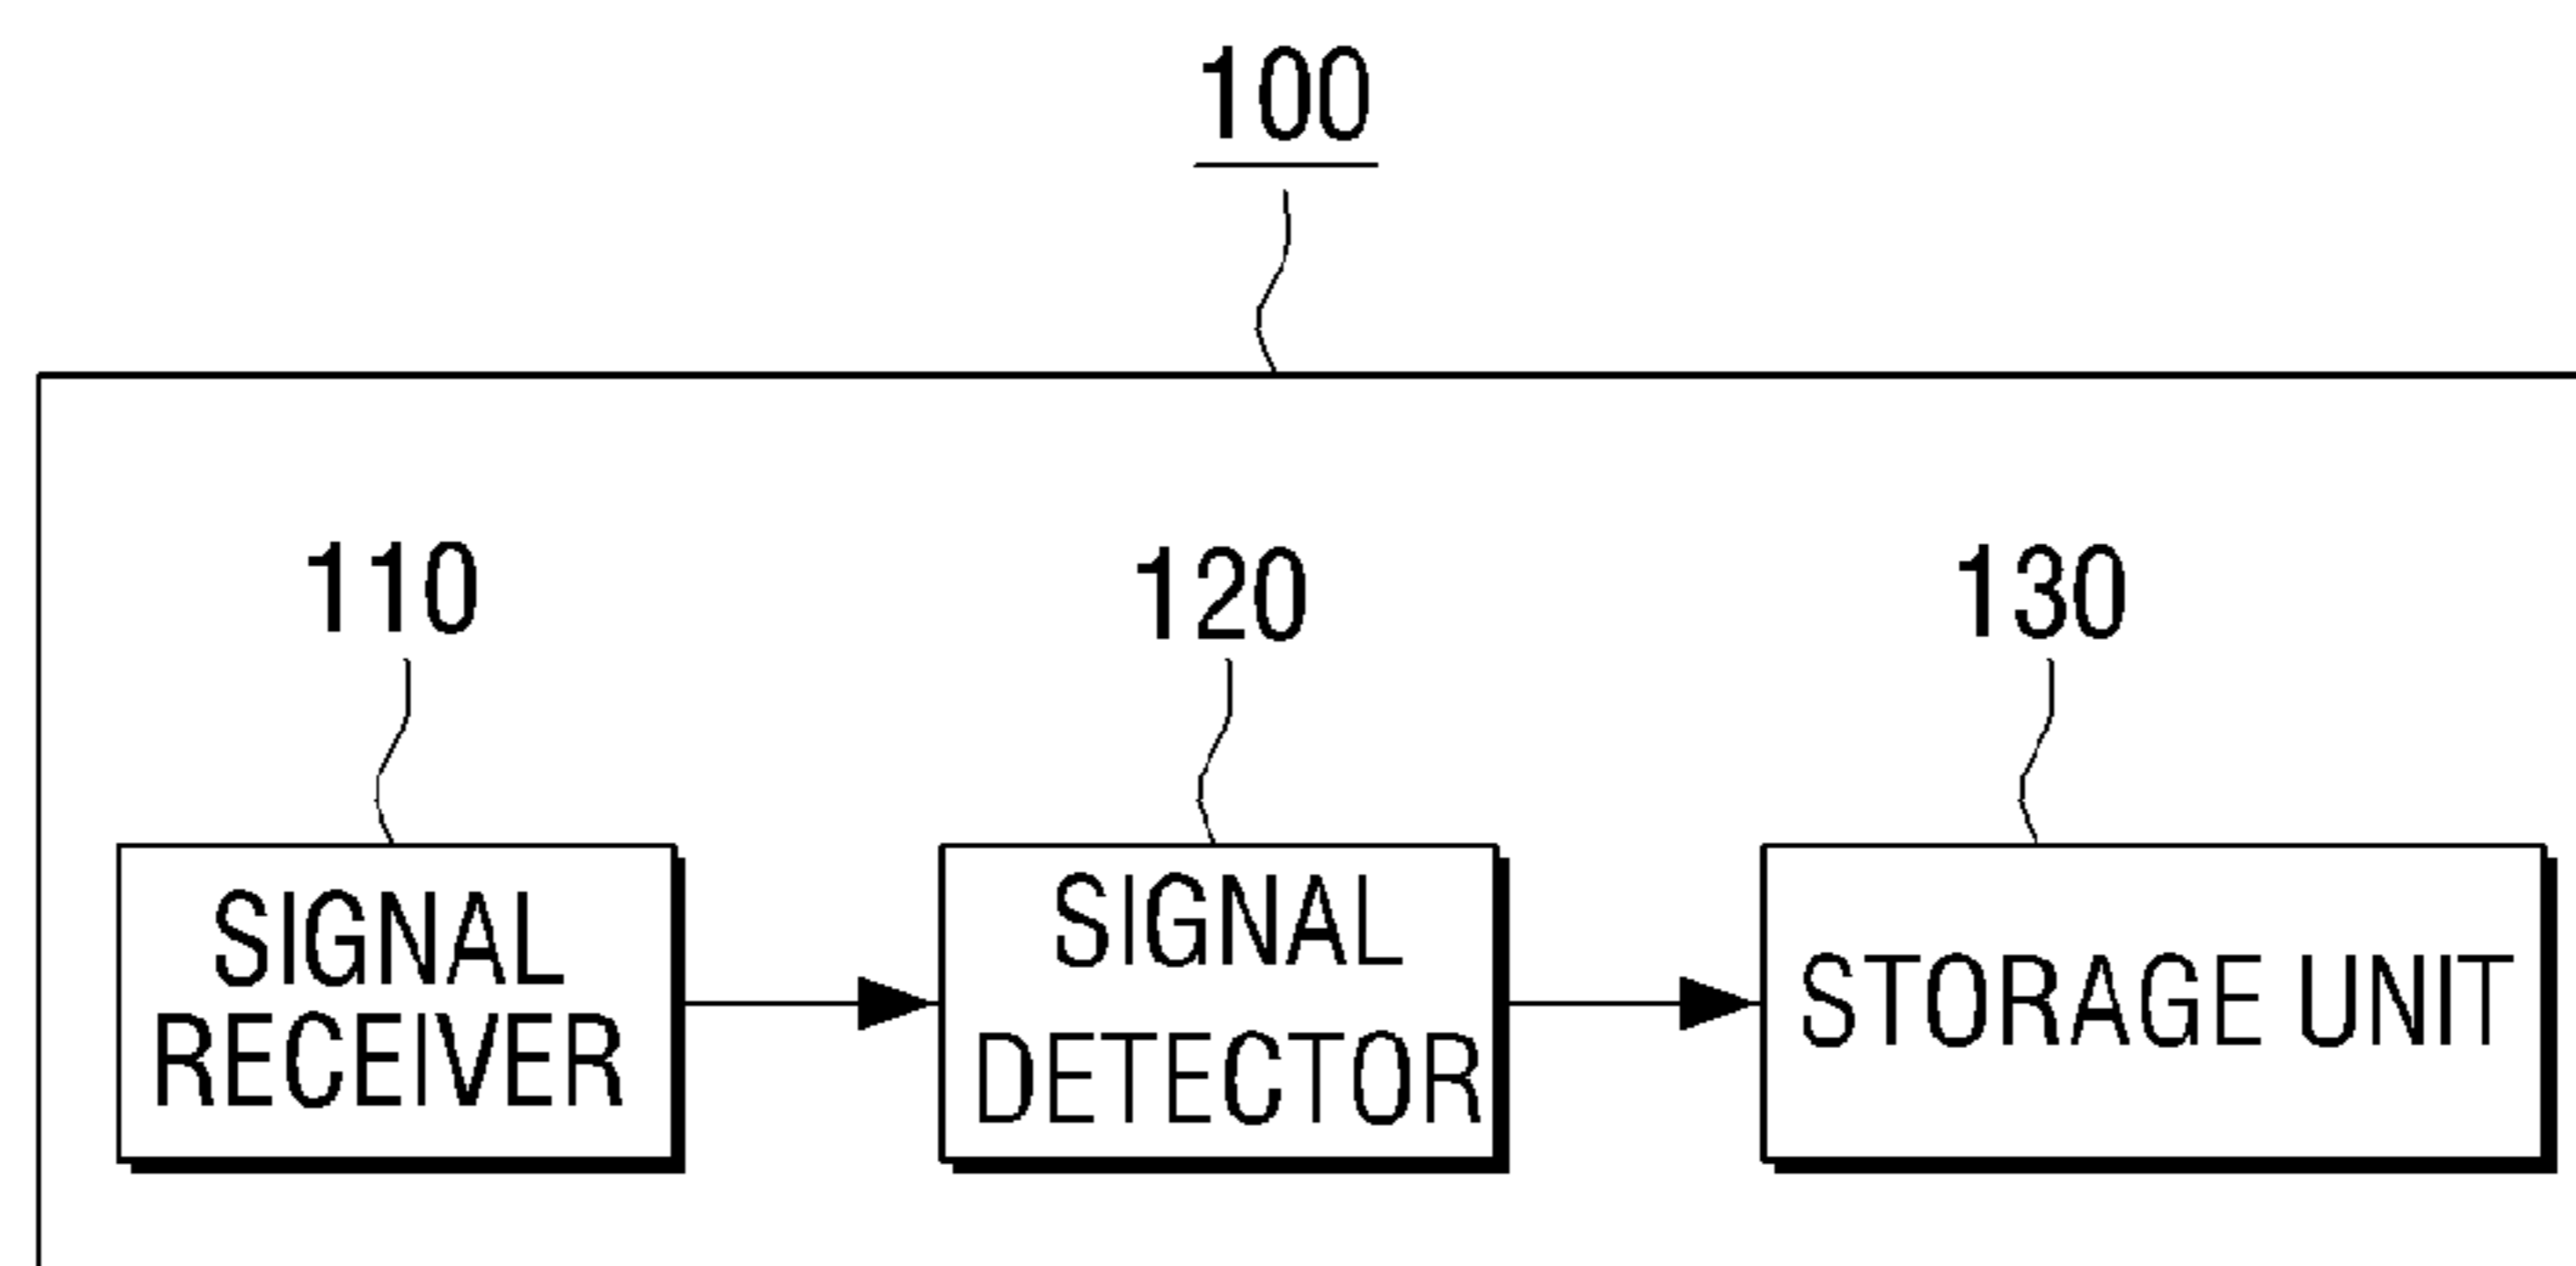 100
110
120
130
SIGNAL
RECEIVER
SIGNAL
DETECTOR
STORAGE UNIT